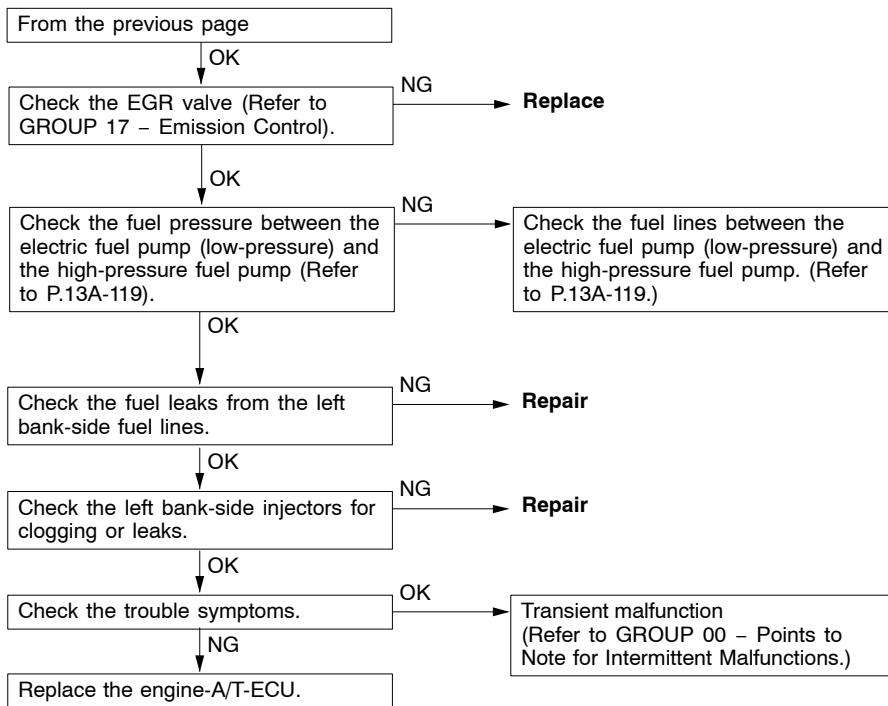 From the previous page
OK
Check the EGR valve (Refer to
GROUP 17 – Emission Control).
NG
Replace
OK
Check the fuel pressure between the
electric fuel pump (low-pressure) and
the high-pressure fuel pump (Refer
to P.13A-119).
NG
Check the fuel lines between the
electric fuel pump (low-pressure) and
the high-pressure fuel pump. (Refer
to P.13A-119.)
OK
Check the fuel leaks from the left
bank-side fuel lines.
NG
Repair
OK
Check the left bank-side injectors for
clogging or leaks.
NG
Repair
OK
Check the trouble symptoms.
OK
Transient malfunction
(Refer to GROUP 00 – Points to
Note for Intermittent Malfunctions.)
NG
Replace the engine-A/T-ECU.